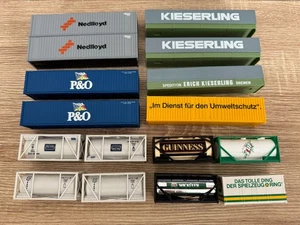 Nedlloyd
KIESERLING
Nedlloyd
KIESERLING
P&O
SPEDITION ERICH KIESERLING BREMEN
P&O
„Im Dienst für den Umweltschutz“.
GUINNESS
DAS TOLLE DING
DER SPIELZEUG RING